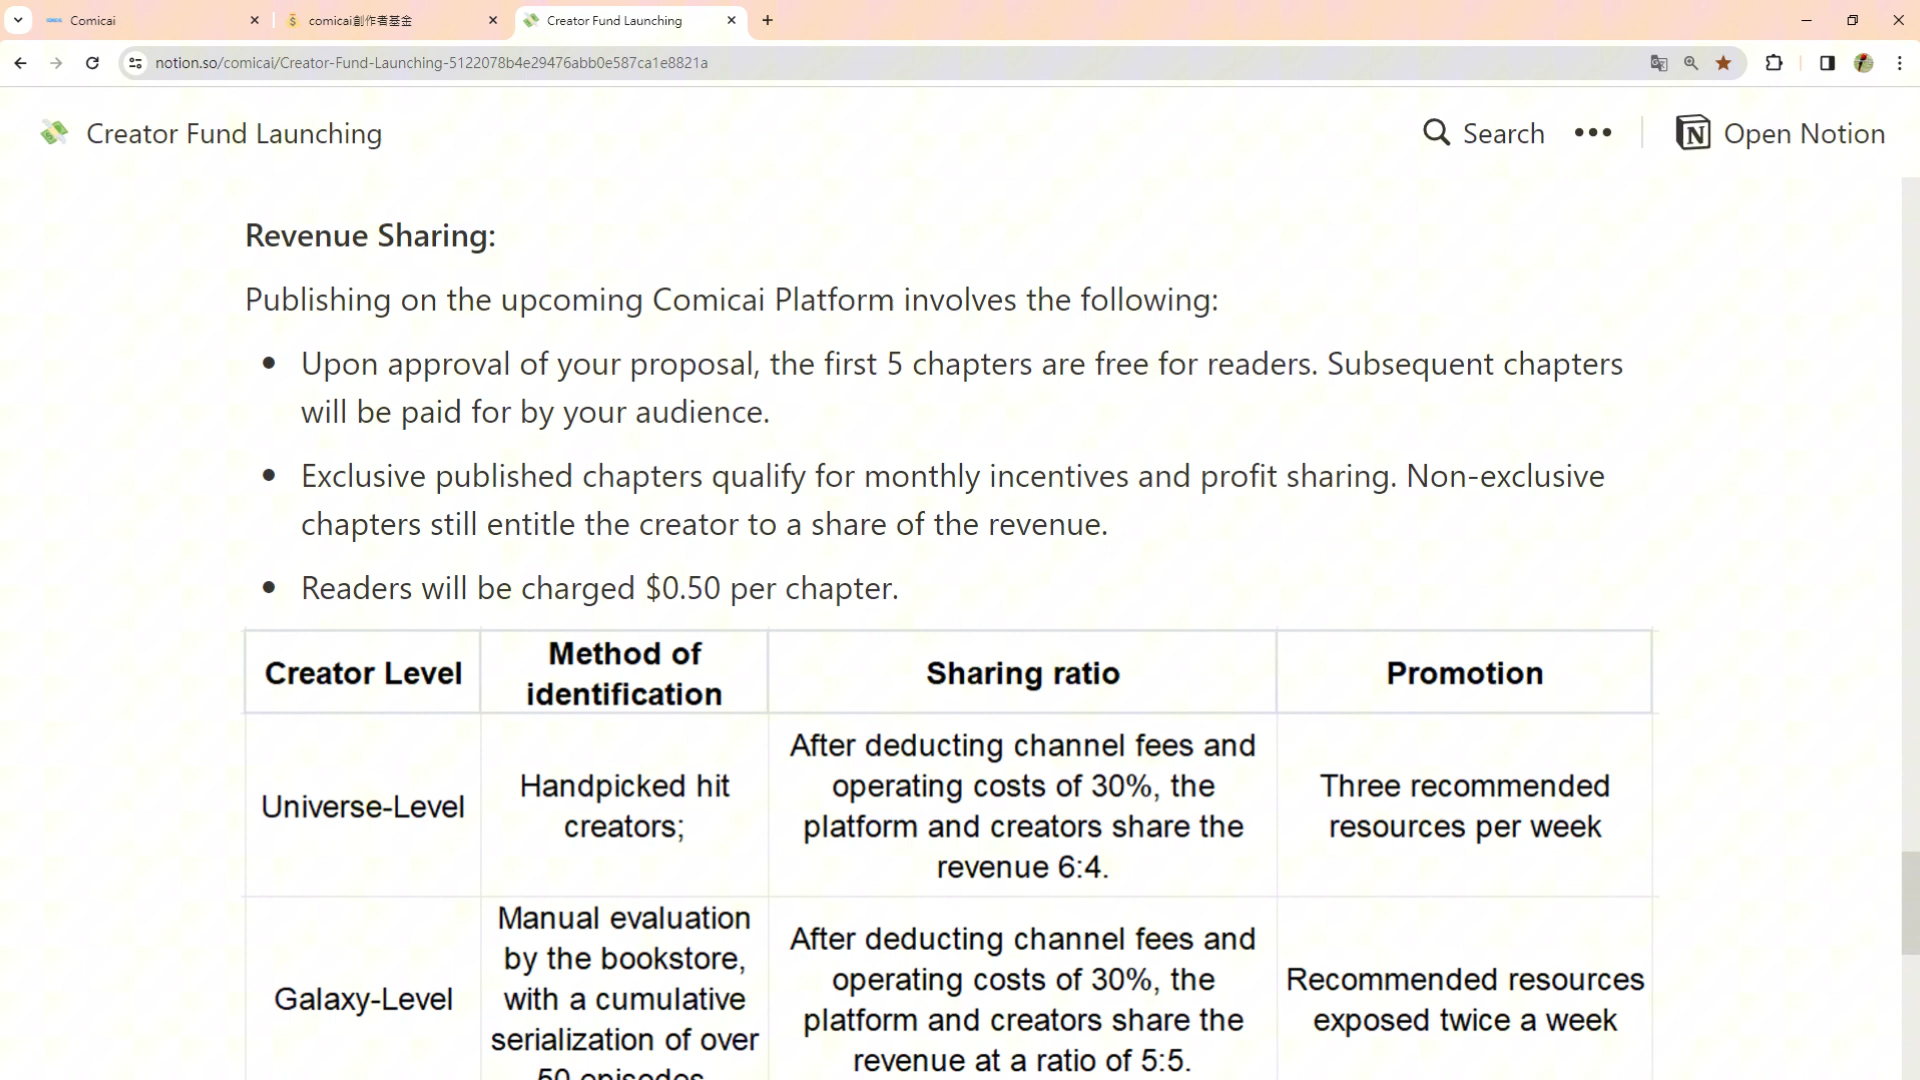 Comicai
comicai創作者基金
Creator Fund Launching
notion.so/comicai/Creator-Fund-Launching-5122078b4e29476abb0e587ca1e8821a
Creator Fund Launching
Search
Open Notion
Revenue Sharing:
Publishing on the upcoming Comicai Platform involves the following:
• Upon approval of your proposal, the first 5 chapters are free for readers. Subsequent chapters
will be paid for by your audience.
• Exclusive published chapters qualify for monthly incentives and profit sharing. Non-exclusive
chapters still entitle the creator to a share of the revenue.
• Readers will be charged $0.50 per chapter.
Creator Level
Method of
identification
Sharing ratio
Promotion
Universe-Level
Handpicked hit
creators;
After deducting channel fees and
operating costs of 30%, the
platform and creators share the
revenue 6:4.
Three recommended
resources per week
Galaxy-Level
Manual evaluation
by the bookstore,
with a cumulative
serialization of over
50 episodes
After deducting channel fees and
operating costs of 30%, the
platform and creators share the
revenue at a ratio of 5:5.
Recommended resources
exposed twice a week